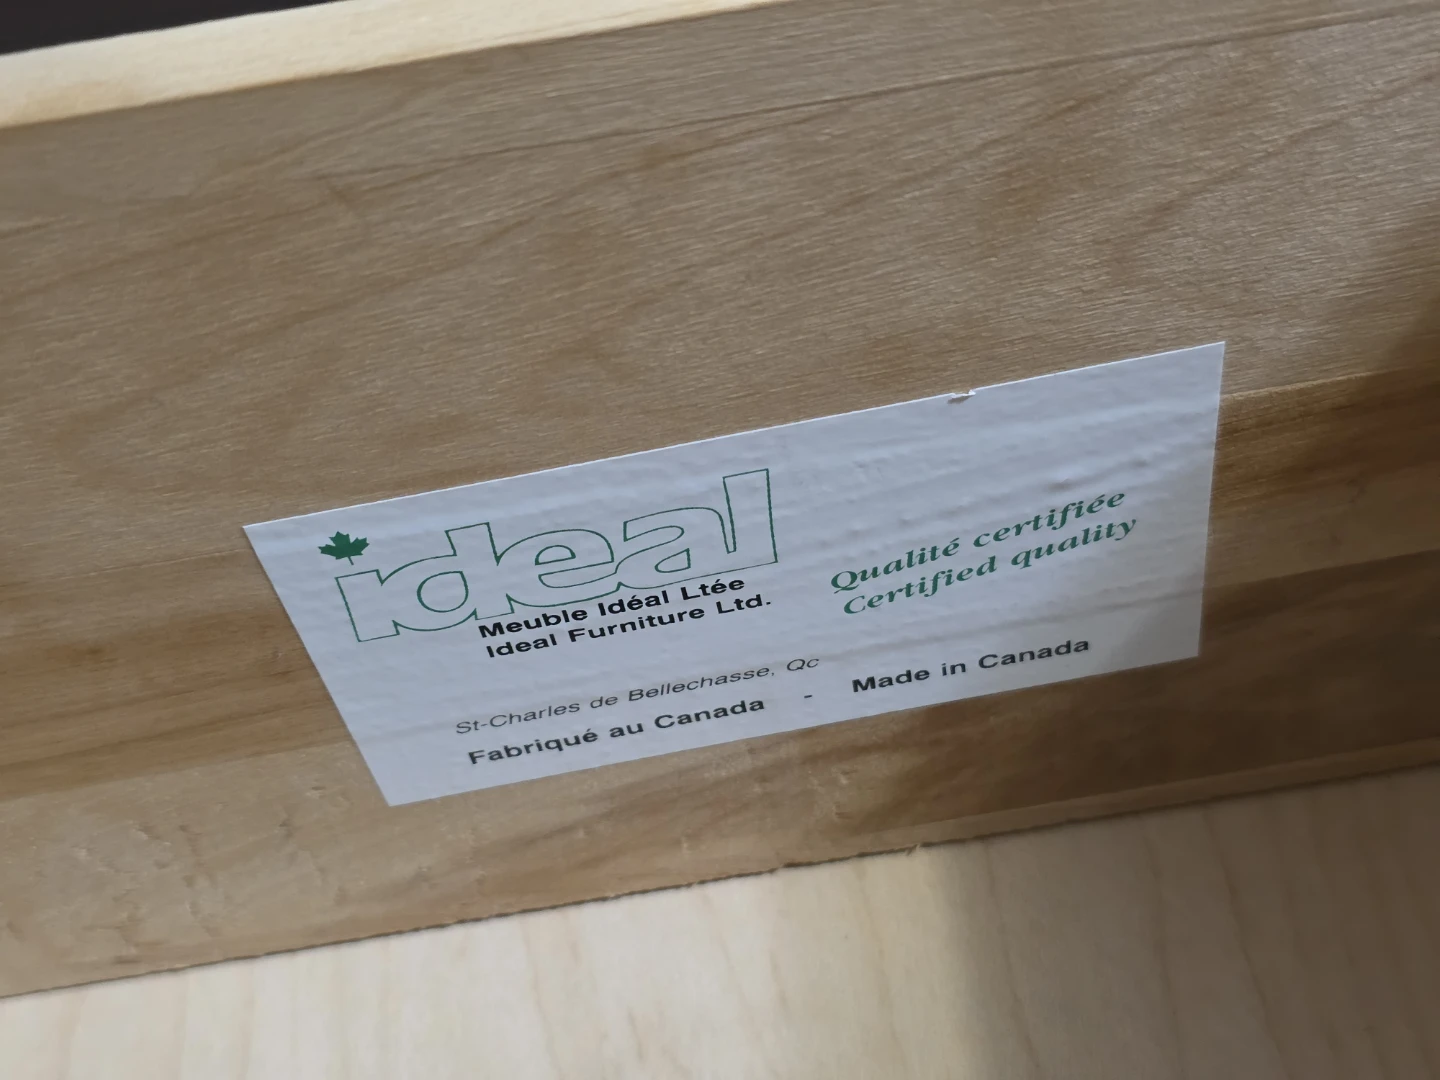 ideal
Meuble Idéal Ltée
Ideal Furniture Ltd.
Qualité certifiée
Certified quality
St-Charles de Bellechasse, Qc
Fabriqué au Canada - Made in Canada